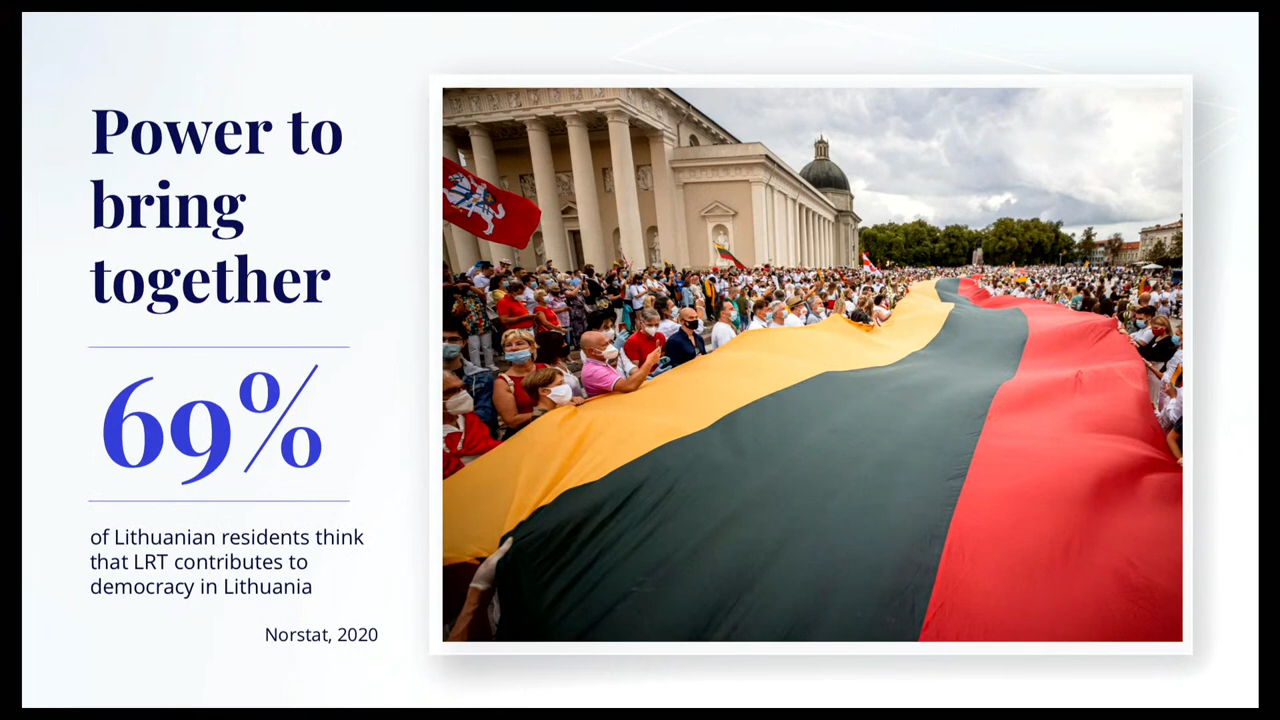 Power to
bring
together
69%
of Lithuanian residents think
that LRT contributes to
democracy in Lithuania
Norstat, 2020